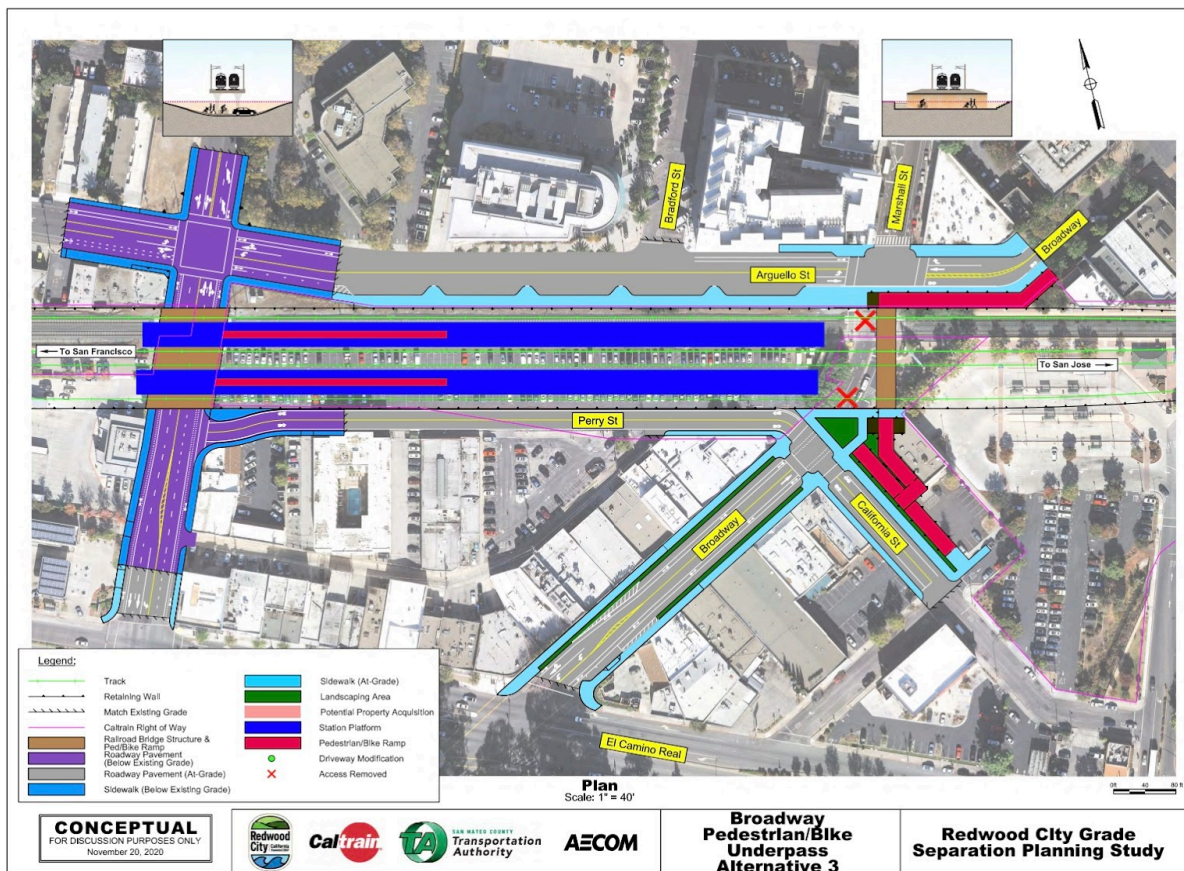 Bradford St
Marshall St
Broadway
Arguello St
To San Francisco
To San Jose
Perry St
Broadway
California St
El Camino Real
Legend:
Track
Retaining Wall
Match Existing Grade
Caltrain Right of Way
Railroad Bridge Structure &
Ped/Bike Ramp
Roadway Pavement
(Below Existing Grade)
Roadway Pavement (At-Grade)
Sidewalk (Below Existing Grade)
Sidewalk (At-Grade)
Landscaping Area
Potential Property Acquisition
Station Platform
Pedestrian/Bike Ramp
Driveway Modification
Access Removed
Plan
Scale: 1" = 40'
0ft 40 80 ft
CONCEPTUAL
FOR DISCUSSION PURPOSES ONLY
November 20, 2020
Redwood
City
California
Caltrain
TA
SAN MATEO COUNTY
Transportation
Authority
AECOM
Broadway
Pedestrian/Bike
Underpass
Alternative 3
Redwood City Grade
Separation Planning Study